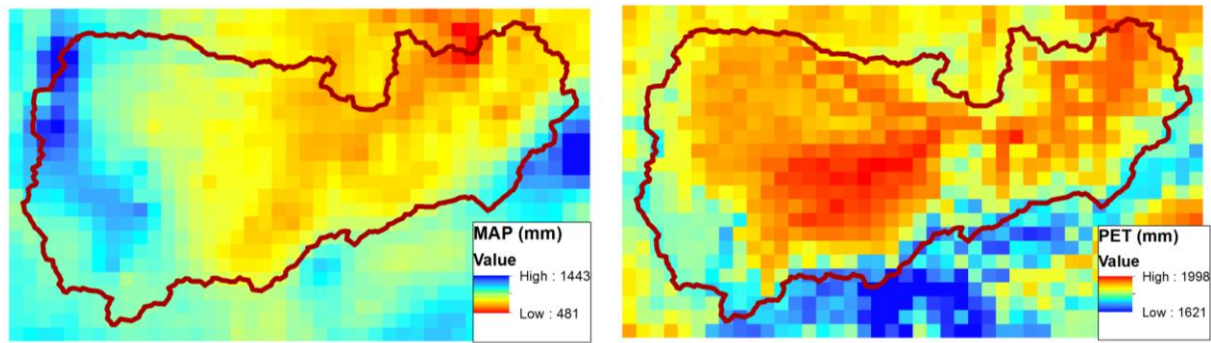 MAP (mm)
Value
High : 1443
Low : 481
PET (mm)
Value
High : 1998
Low : 1621